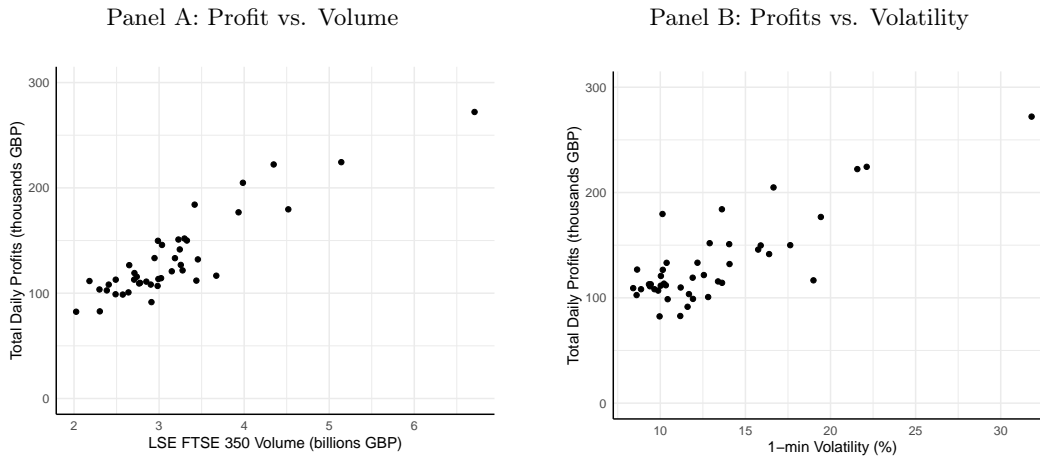 Panel A: Profit vs. Volume
Total Daily Profits (thousands GBP)
300
200
100
0
2 3 4 5 6
LSE FTSE 350 Volume (billions GBP)
Panel B: Profits vs. Volatility
Total Daily Profits (thousands GBP)
300
200
100
0
10 15 20 25 30
1−min Volatility (%)